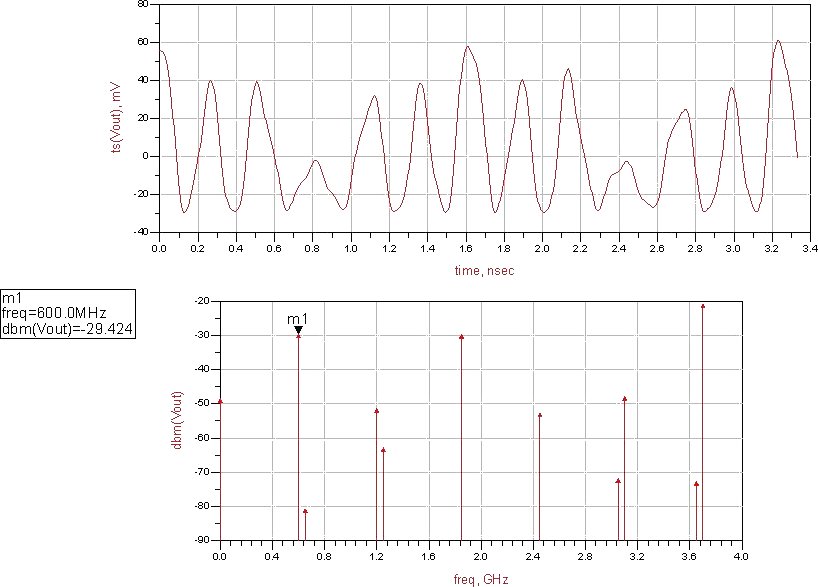 80
60
40
20
0
-20
-40
ts(Vout), mV
0.0 0.2 0.4 0.6 0.8 1.0 1.2 1.4 1.6 1.8 2.0 2.2 2.4 2.6 2.8 3.0 3.2 3.4
time, nsec
m1
freq=600.0MHz
dbm(Vout)=-29.424
m1
-20
-30
-40
-50
-60
-70
-80
-90
dbm(Vout)
0.0 0.4 0.8 1.2 1.6 2.0 2.4 2.8 3.2 3.6 4.0
freq, GHz